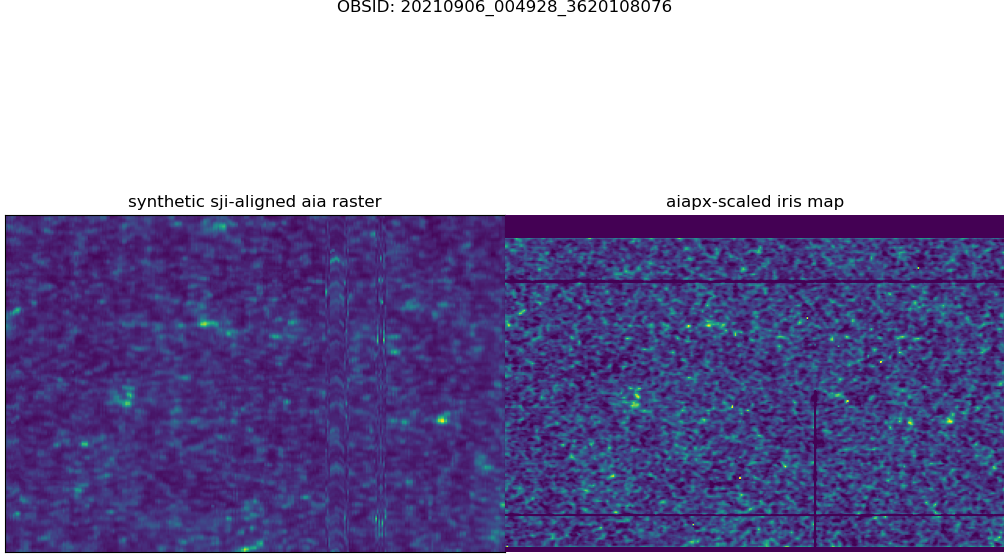 OBSID: 20210906_004928_3620108076
synthetic sji-aligned aia raster
aiapx-scaled iris map